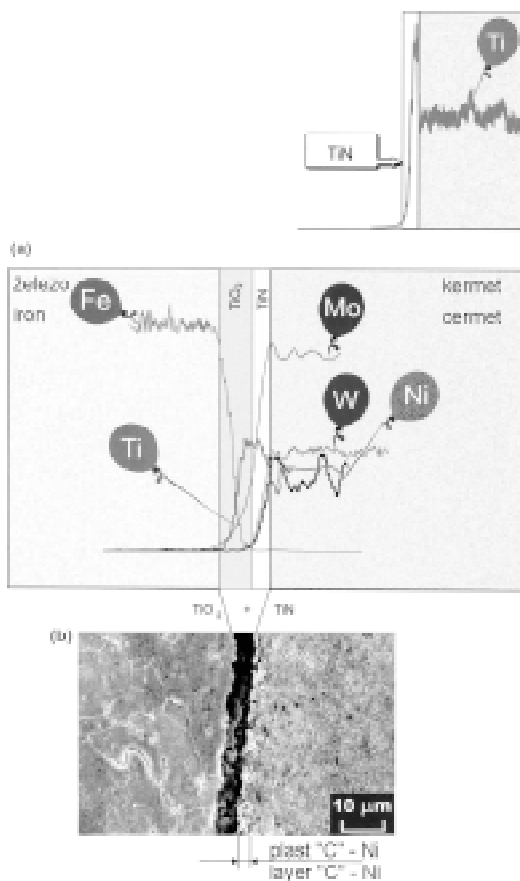 Ti
TiN
(a)
železo
iron
Fe
TiO₂
TiN
kermet
cermet
Mo
W
Ni
Ti
TiO₂ + TiN
(b)
10 µm
plast "C" - Ni
layer "C" - Ni